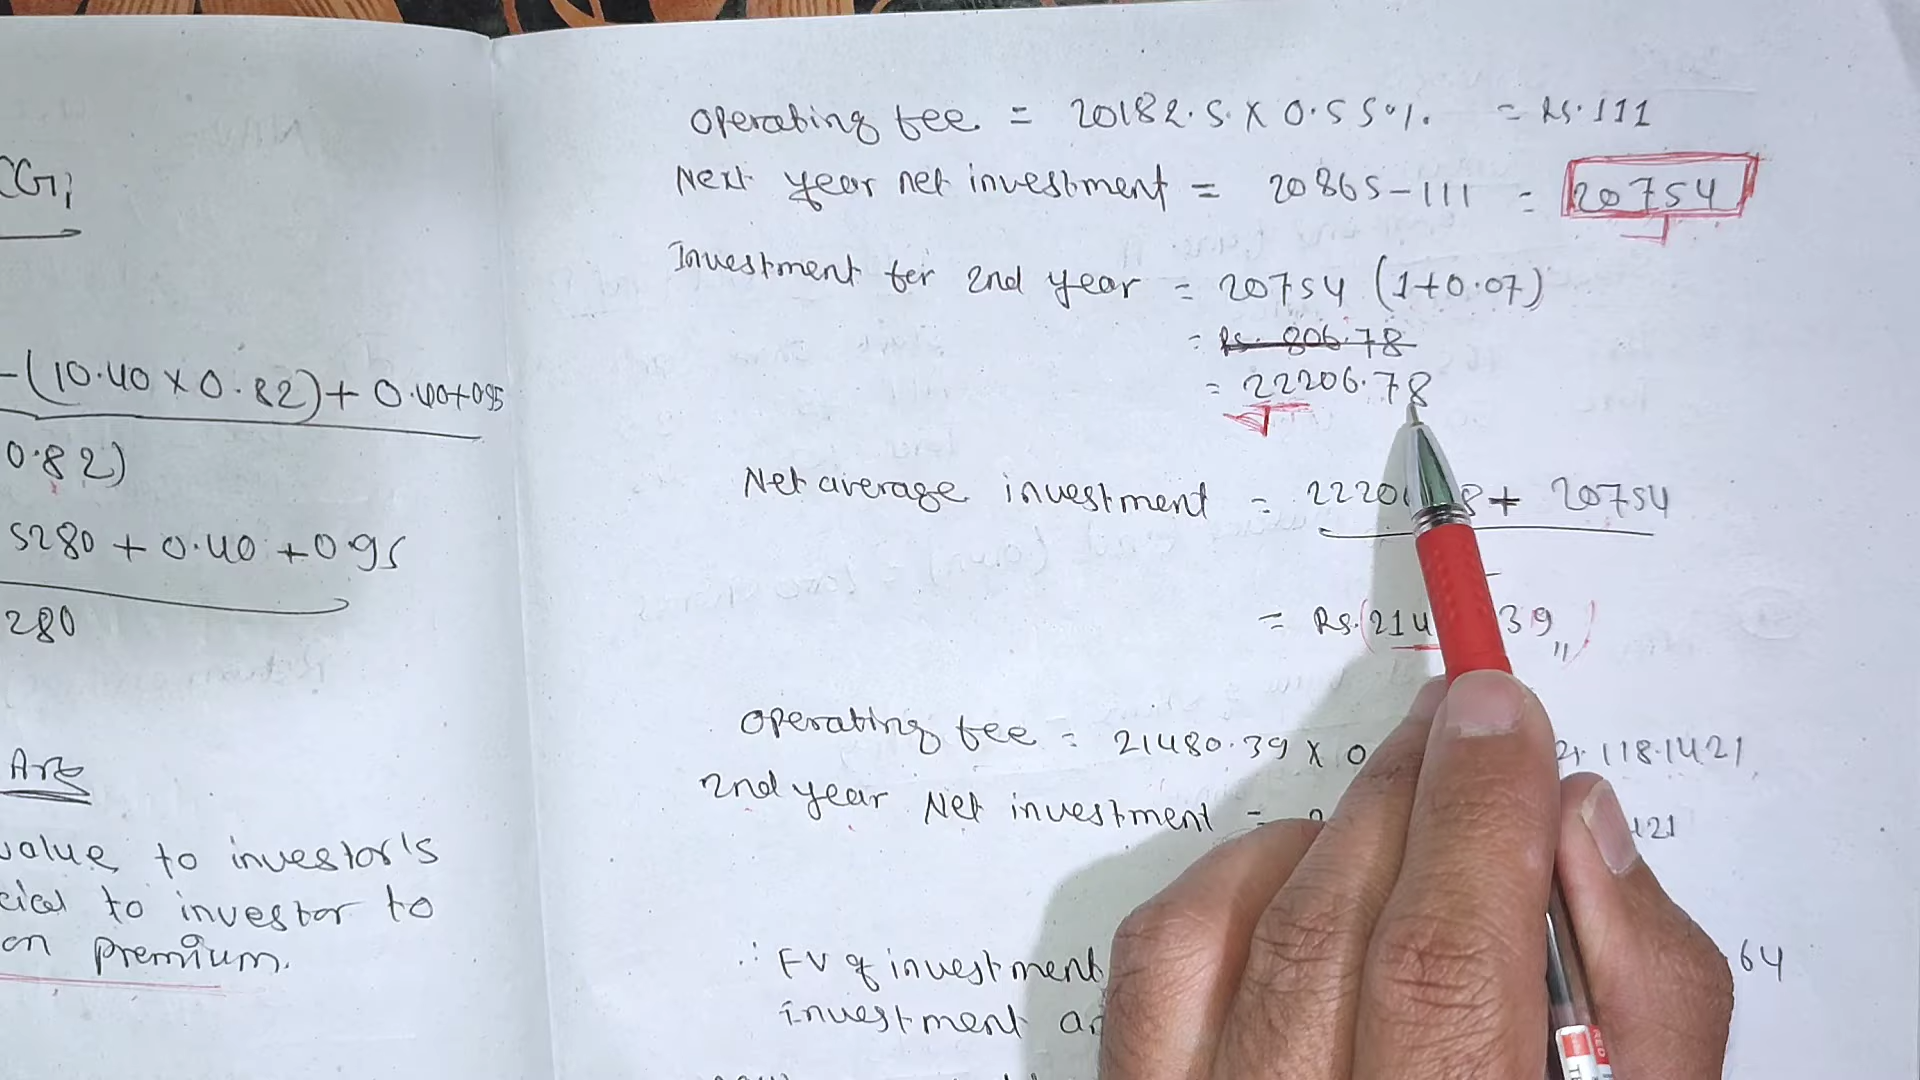 CGi
-(10.40 × 0.82) + 0.40+095
0.82)
5280 + 0.40 + 0.95
280
value to investor's
cial to investor to
on premium.
Operating fee = 20182.5 × 0.55%. = Rs.111
Next year net investment = 20865-111 = 20754
Investment for 2nd year = 20754 (1+0.07)
= Rs. 806.78
= 22206.78
Net average investment = 2220 8 + 20754
= Rs.(214 39,,)
Operating fee = 21480.39 × 0 118.1421
2nd year Net investment = 2 421
∴ FV of investment 64
investment